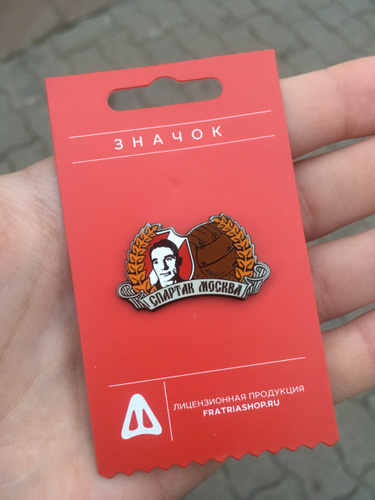 ЗНАЧОК
СПАРТАК МОСКВА
ЛИЦЕНЗИОННАЯ ПРОДУКЦИЯ
FRATRIASHOP.RU